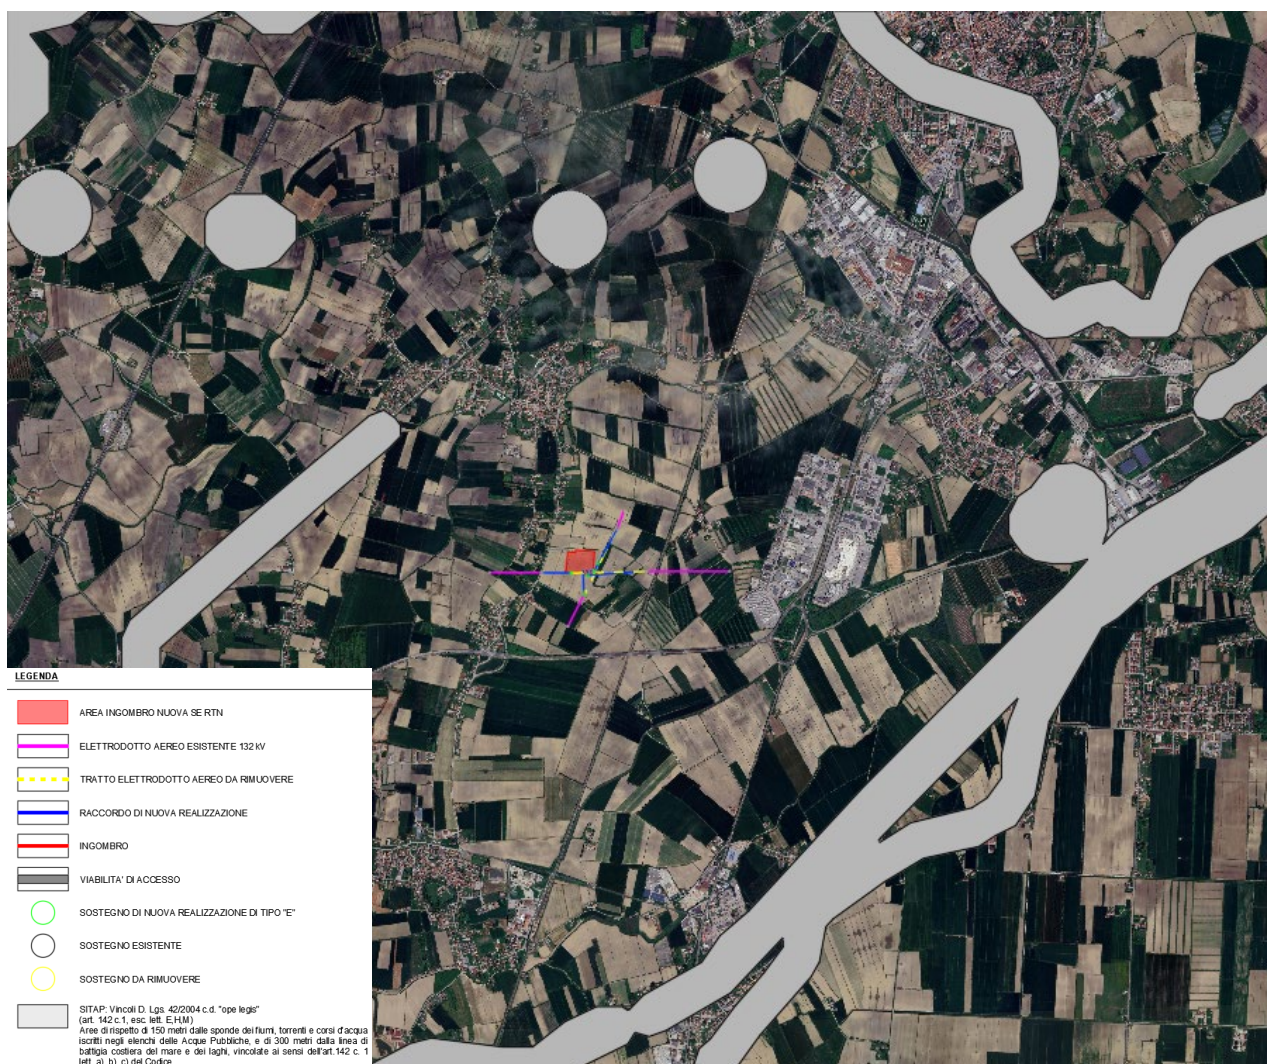 LEGENDA
AREA INGOMBRO NUOVA SE RTN
ELETTRODOTTO AEREO ESISTENTE 132 kV
TRATTO ELETTRODOTTO AEREO DA RIMUOVERE
RACCORDO DI NUOVA REALIZZAZIONE
INGOMBRO
VIABILITA' DI ACCESSO
SOSTEGNO DI NUOVA REALIZZAZIONE DI TIPO "E"
SOSTEGNO ESISTENTE
SOSTEGNO DA RIMUOVERE
SITAP: Vincoli D. Lgs. 42/2004 c.d. "ope legis"
(art. 142 c.1, esc. lett. E,H,M)
Aree di rispetto di 150 metri dalle sponde dei fiumi, torrenti e corsi d'acqua
iscritti negli elenchi delle Acque Pubbliche, e di 300 metri dalla linea di
battigia costiera del mare e dei laghi, vincolate ai sensi dell'art.142 c. 1
lett. a), b), c) del Codice